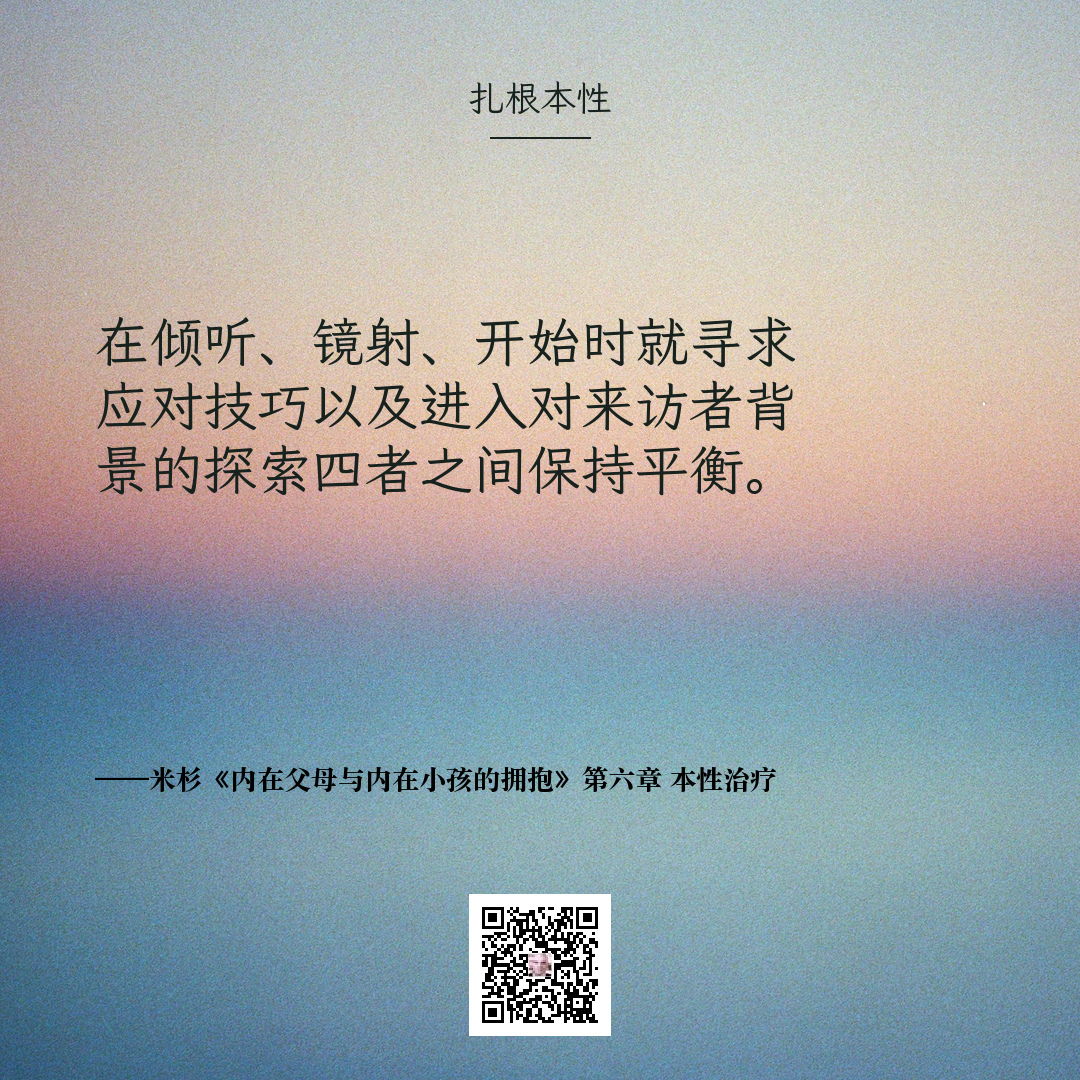 扎根本性
在倾听、镜射、开始时就寻求
应对技巧以及进入对来访者背
景的探索四者之间保持平衡。
——米杉《内在父母与内在小孩的拥抱》第六章 本性治疗